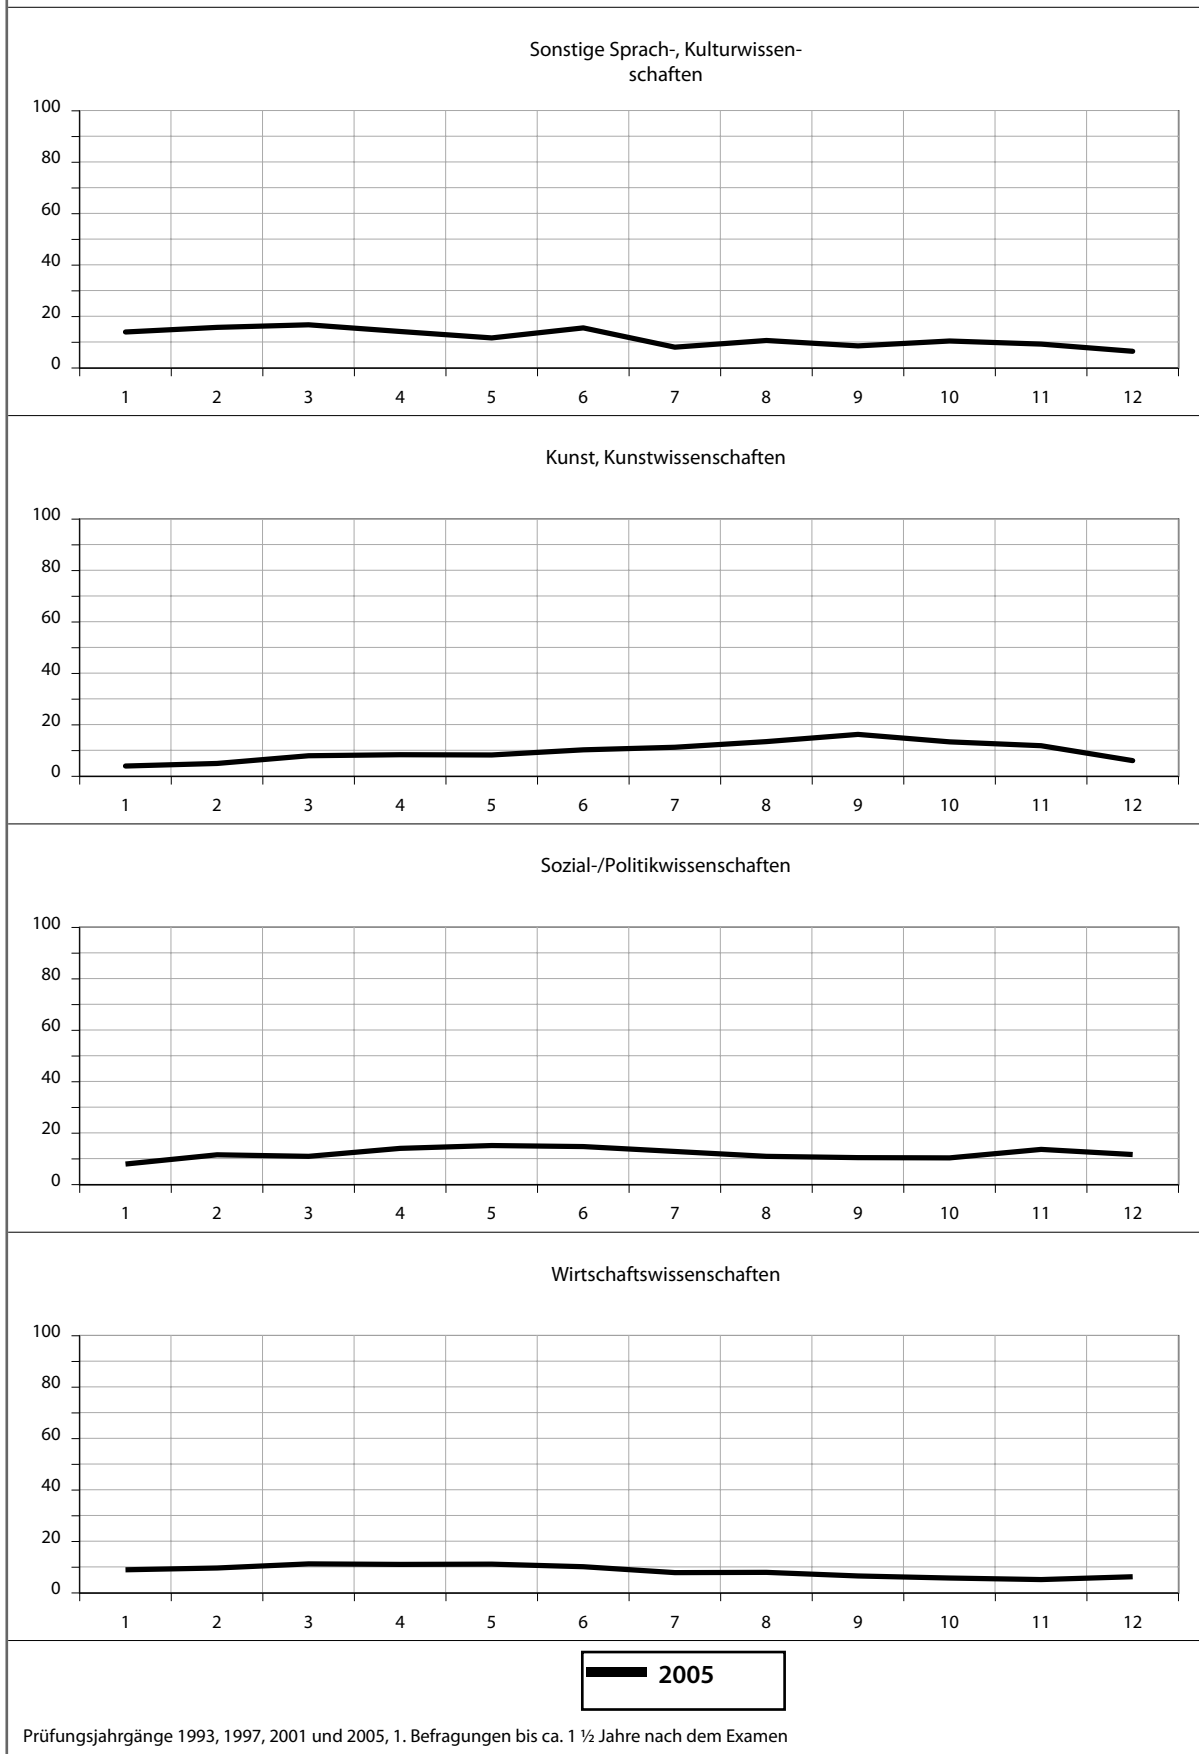 Sonstige Sprach-, Kulturwissen-
schaften
100
80
60
40
20
0
1 2 3 4 5 6 7 8 9 10 11 12
Kunst, Kunstwissenschaften
100
80
60
40
20
0
1 2 3 4 5 6 7 8 9 10 11 12
Sozial-/Politikwissenschaften
100
80
60
40
20
0
1 2 3 4 5 6 7 8 9 10 11 12
Wirtschaftswissenschaften
100
80
60
40
20
0
1 2 3 4 5 6 7 8 9 10 11 12
2005
Prüfungsjahrgänge 1993, 1997, 2001 und 2005, 1. Befragungen bis ca. 1 ½ Jahre nach dem Examen